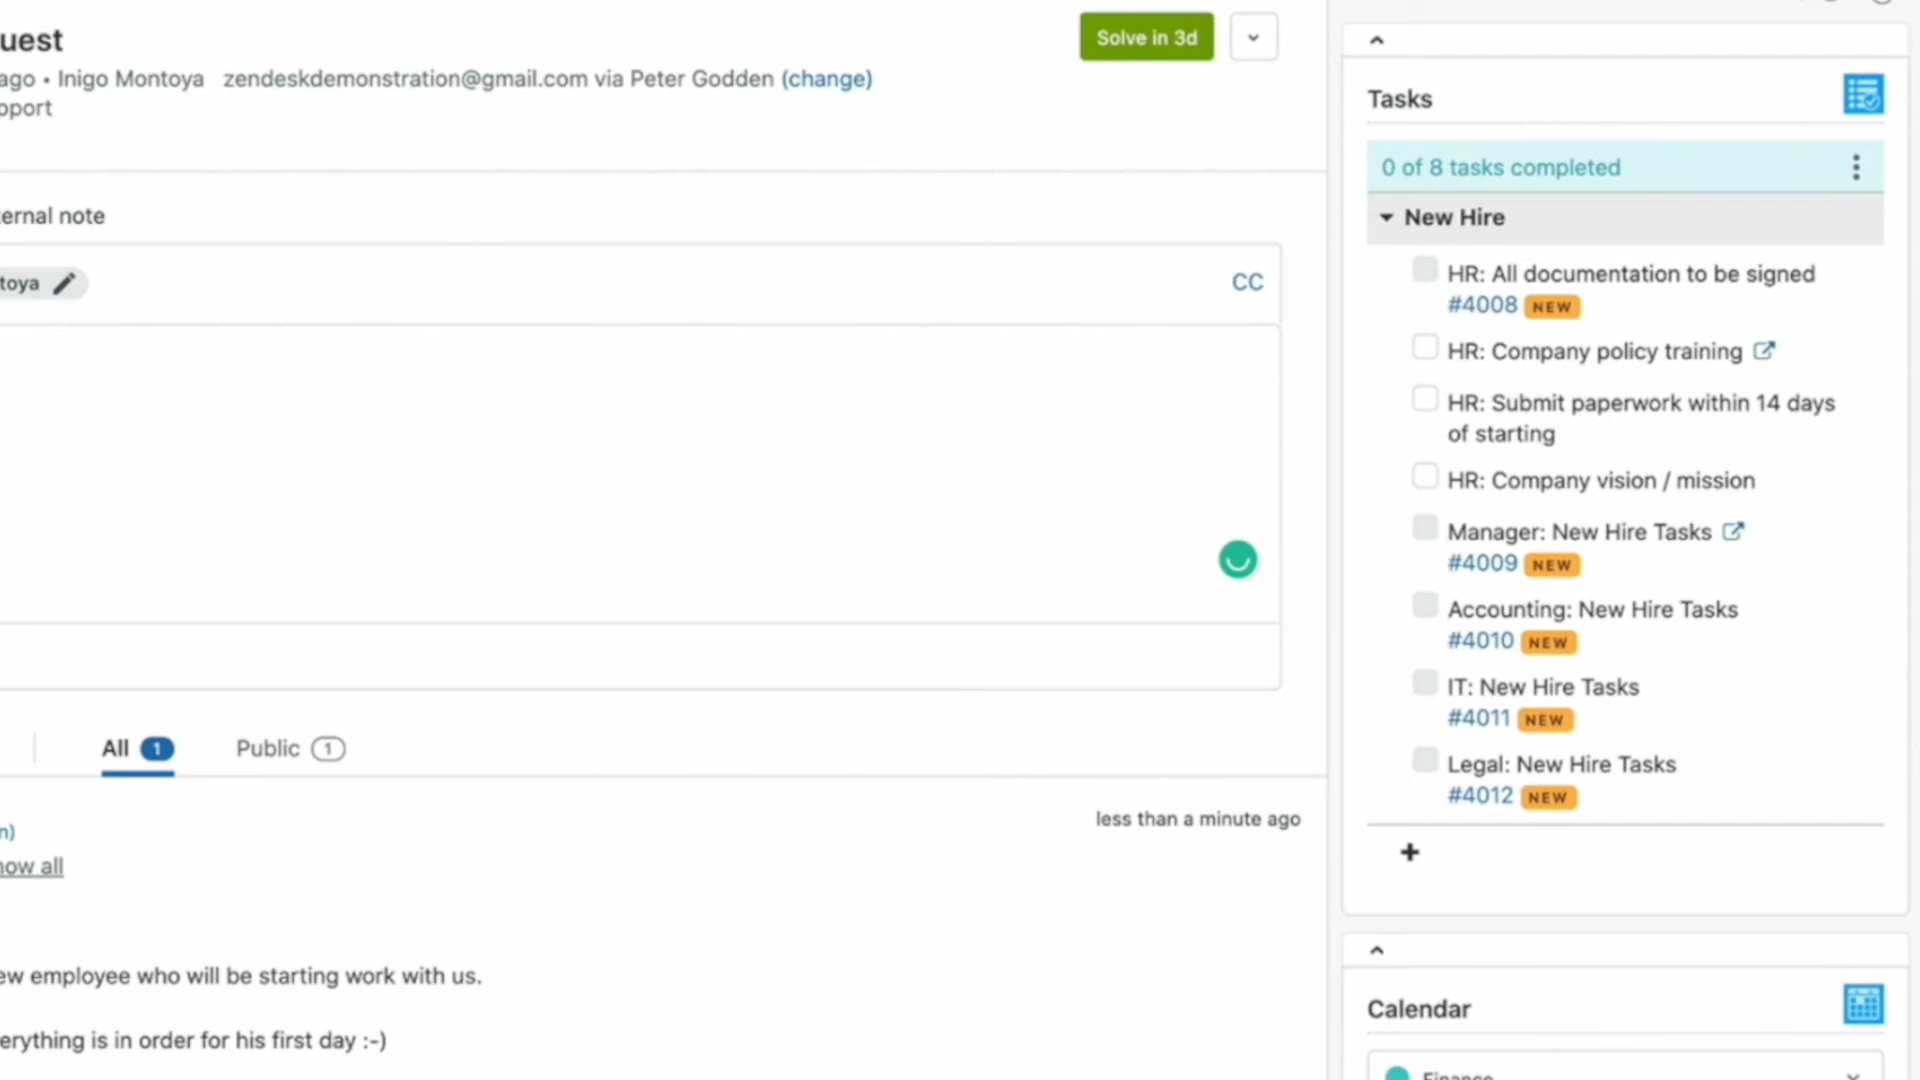 uest
Solve in 3d
ago • Inigo Montoya zendeskdemonstration@gmail.com via Peter Godden (change)
pport
ernal note
toya
CC
All 1
Public 1
less than a minute ago
n)
now all
ew employee who will be starting work with us.
erything is in order for his first day :-)
Tasks
0 of 8 tasks completed
New Hire
HR: All documentation to be signed
#4008 NEW
HR: Company policy training
HR: Submit paperwork within 14 days
of starting
HR: Company vision / mission
Manager: New Hire Tasks
#4009 NEW
Accounting: New Hire Tasks
#4010 NEW
IT: New Hire Tasks
#4011 NEW
Legal: New Hire Tasks
#4012 NEW
+
Calendar
Finance